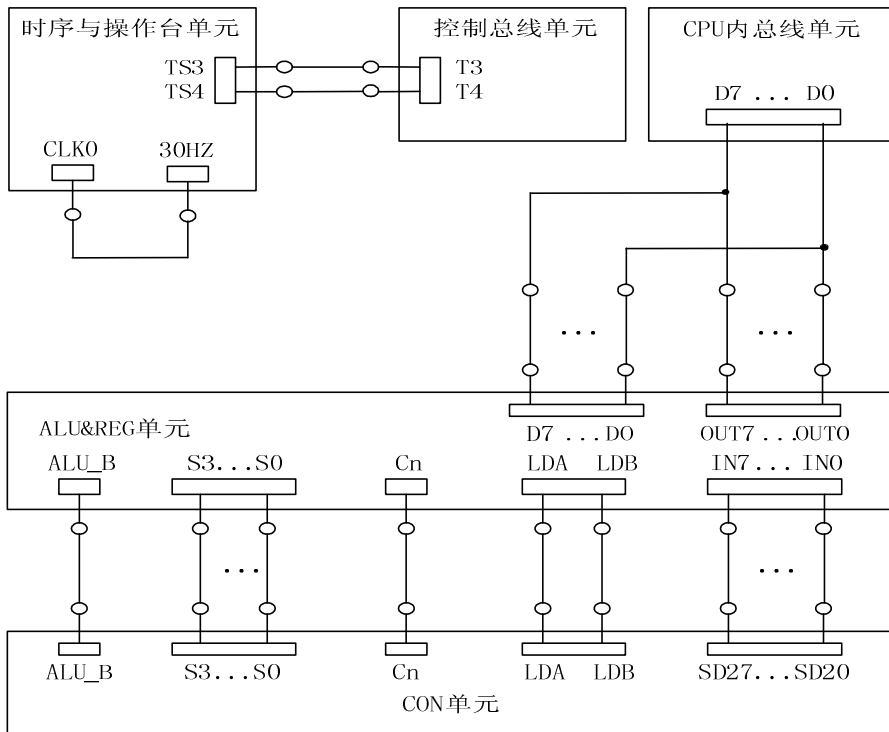 时序与操作台单元
控制总线单元
CPU内总线单元
TS3
TS4
T3
T4
D7 ... D0
CLK0
30HZ
...
...
ALU&REG单元
D7 ...D0
OUT7 ...OUT0
ALU_B
S3...S0
Cn
LDA
LDB
IN7... IN0
...
...
ALU_B
S3...S0
Cn
LDA
LDB
SD27...SD20
CON单元